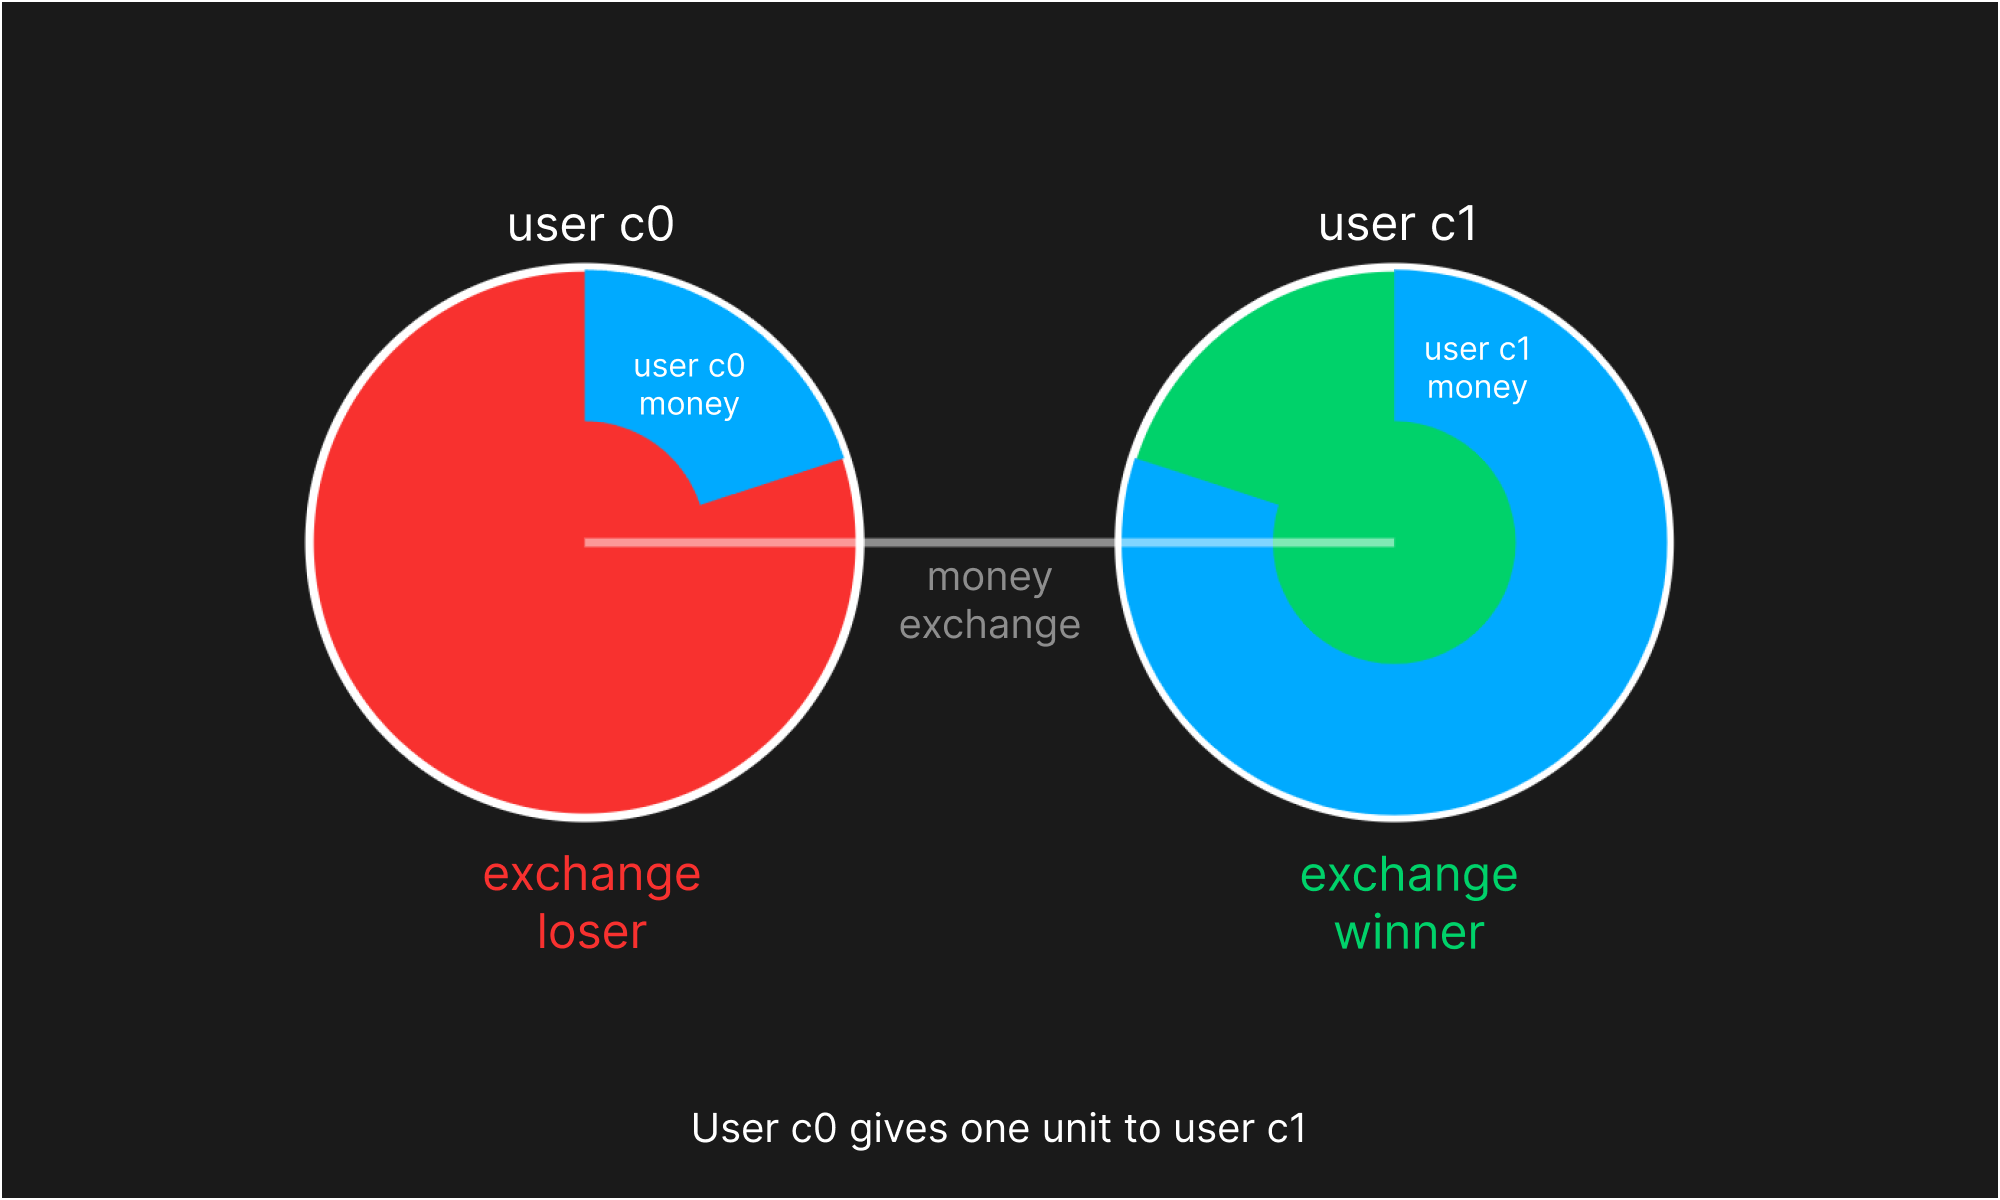 user c0
user c1
user c0
money
user c1
money
money
exchange
exchange
loser
exchange
winner
User c0 gives one unit to user c1